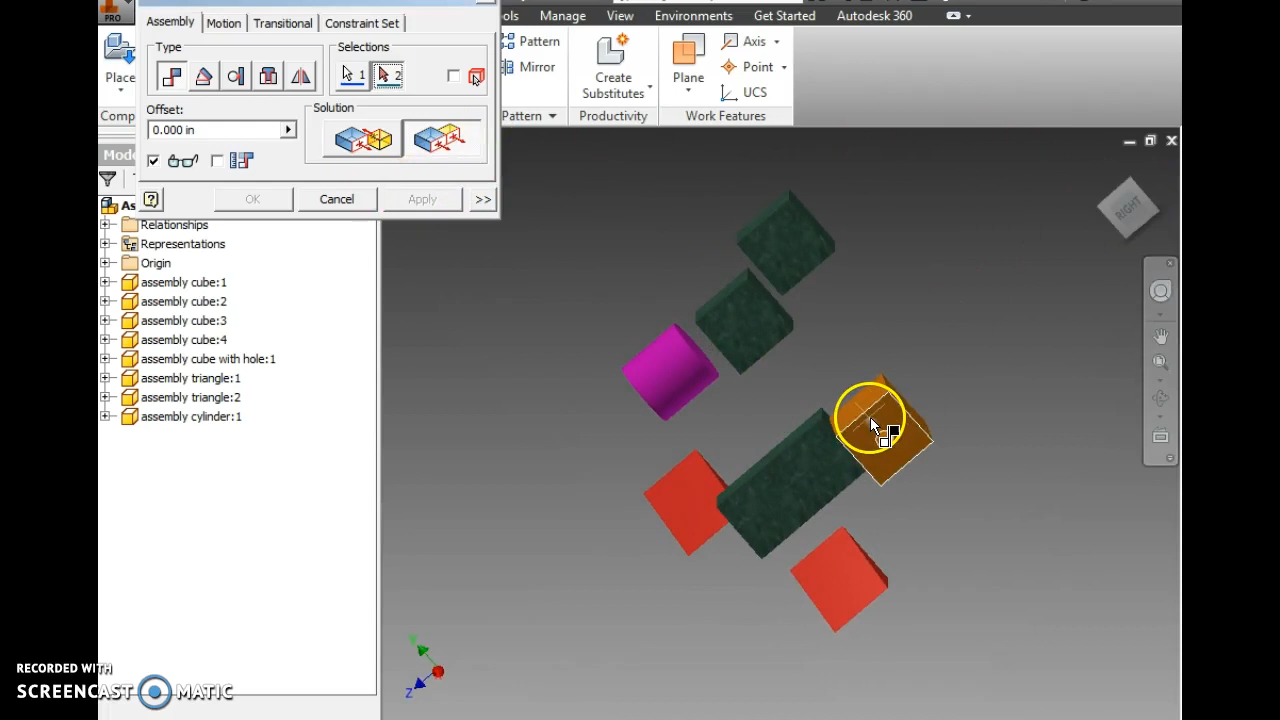 PRO
ols Manage View Environments Get Started Autodesk 360
Assembly Motion Transitional Constraint Set
Type Selections
1 2
Offset:
0.000 in
Solution
OK Cancel Apply >>
Place
Comp
Pattern
Mirror
Pattern
Create
Substitutes
Productivity
Plane
Axis
Point
UCS
Work Features
Mod
As
Relationships
Representations
Origin
assembly cube:1
assembly cube:2
assembly cube:3
assembly cube:4
assembly cube with hole:1
assembly triangle:1
assembly triangle:2
assembly cylinder:1
RIGHT
Z
RECORDED WITH
SCREENCAST MATIC